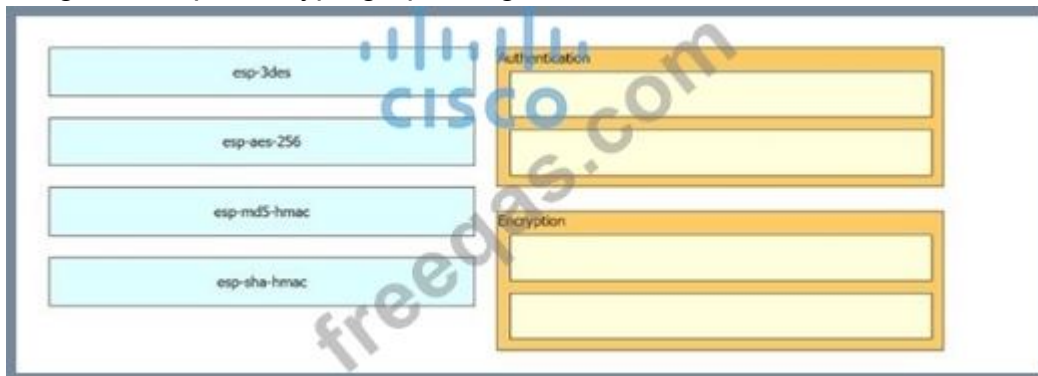 esp-3des
esp-aes-256
esp-md5-hmac
esp-sha-hmac
Authentication
Encryption
CISCO
freeqas.com